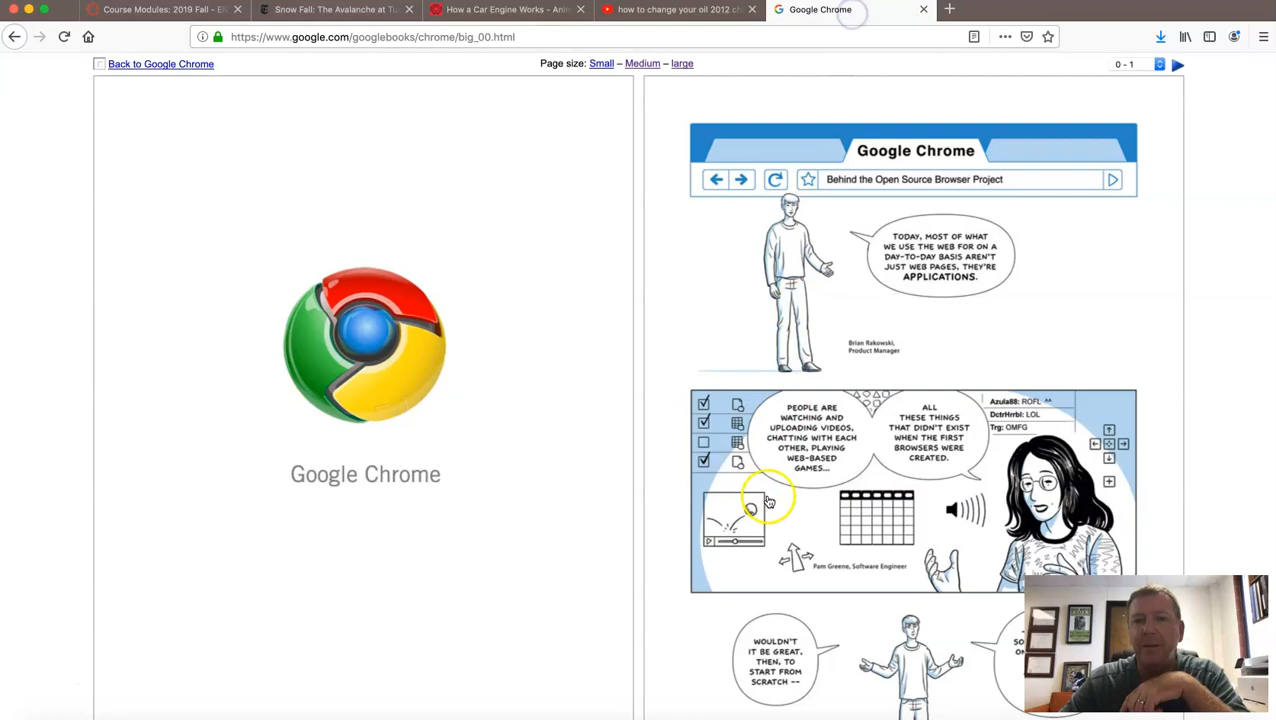 Course Modules: 2019 Fall - EN
Snow Fall: The Avalanche at Tu
How a Car Engine Works - Anim
how to change your oil 2012 ch
Google Chrome
https://www.google.com/googlebooks/chrome/big_00.html
Back to Google Chrome
Page size: Small – Medium – large
0 - 1
Google Chrome
Google Chrome
Behind the Open Source Browser Project
TODAY, MOST OF WHAT
WE USE THE WEB FOR ON A
DAY-TO-DAY BASIS AREN'T
JUST WEB PAGES, THEY'RE
APPLICATIONS.
Brian Rakowski,
Product Manager
PEOPLE ARE
WATCHING AND
UPLOADING VIDEOS,
CHATTING WITH EACH
OTHER, PLAYING
WEB-BASED
GAMES...
ALL
THESE THINGS
THAT DIDN'T EXIST
WHEN THE FIRST
BROWSERS WERE
CREATED.
Azula88: ROFL ^^
DctrHrrbl: LOL
Trg: OMFG
Pam Greene, Software Engineer
WOULDN'T
IT BE GREAT,
THEN, TO
START FROM
SCRATCH --